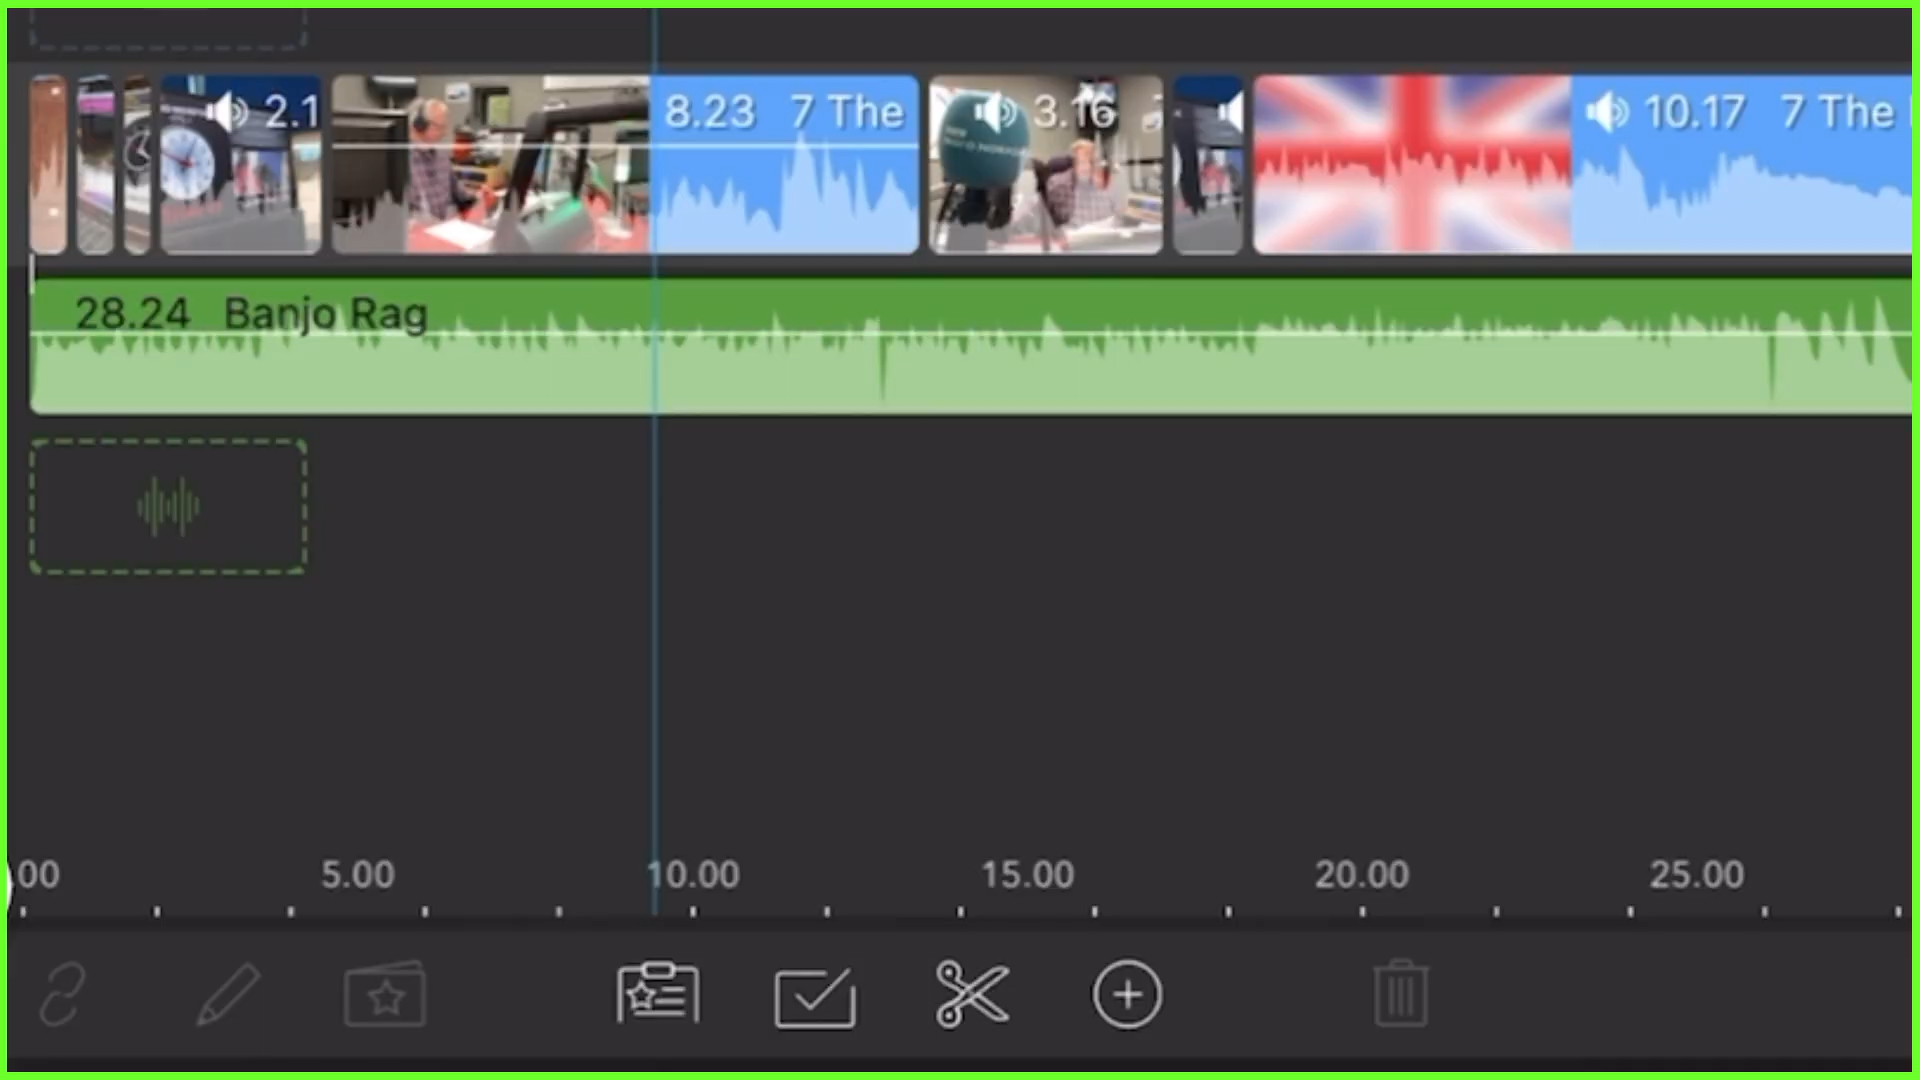 2.1
8.23 7 The
3.16
10.17 7 The
28.24 Banjo Rag
00 5.00 10.00 15.00 20.00 25.00